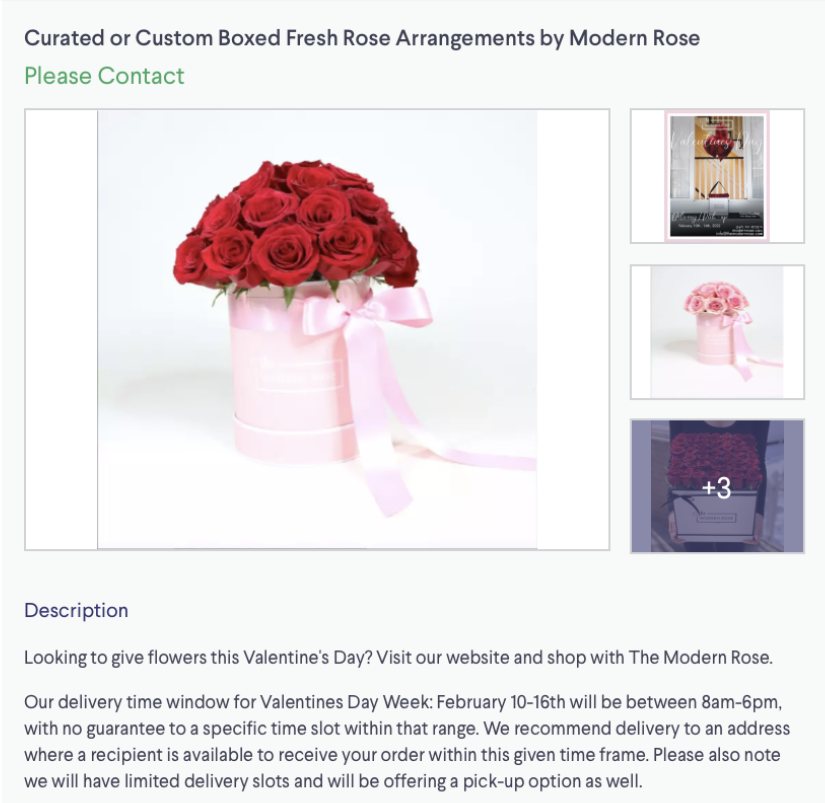 Curated or Custom Boxed Fresh Rose Arrangements by Modern Rose
Please Contact
+3
MODERN ROSE
Description
Looking to give flowers this Valentine's Day? Visit our website and shop with The Modern Rose.
Our delivery time window for Valentines Day Week: February 10-16th will be between 8am-6pm,
with no guarantee to a specific time slot within that range. We recommend delivery to an address
where a recipient is available to receive your order within this given time frame. Please also note
we will have limited delivery slots and will be offering a pick-up option as well.